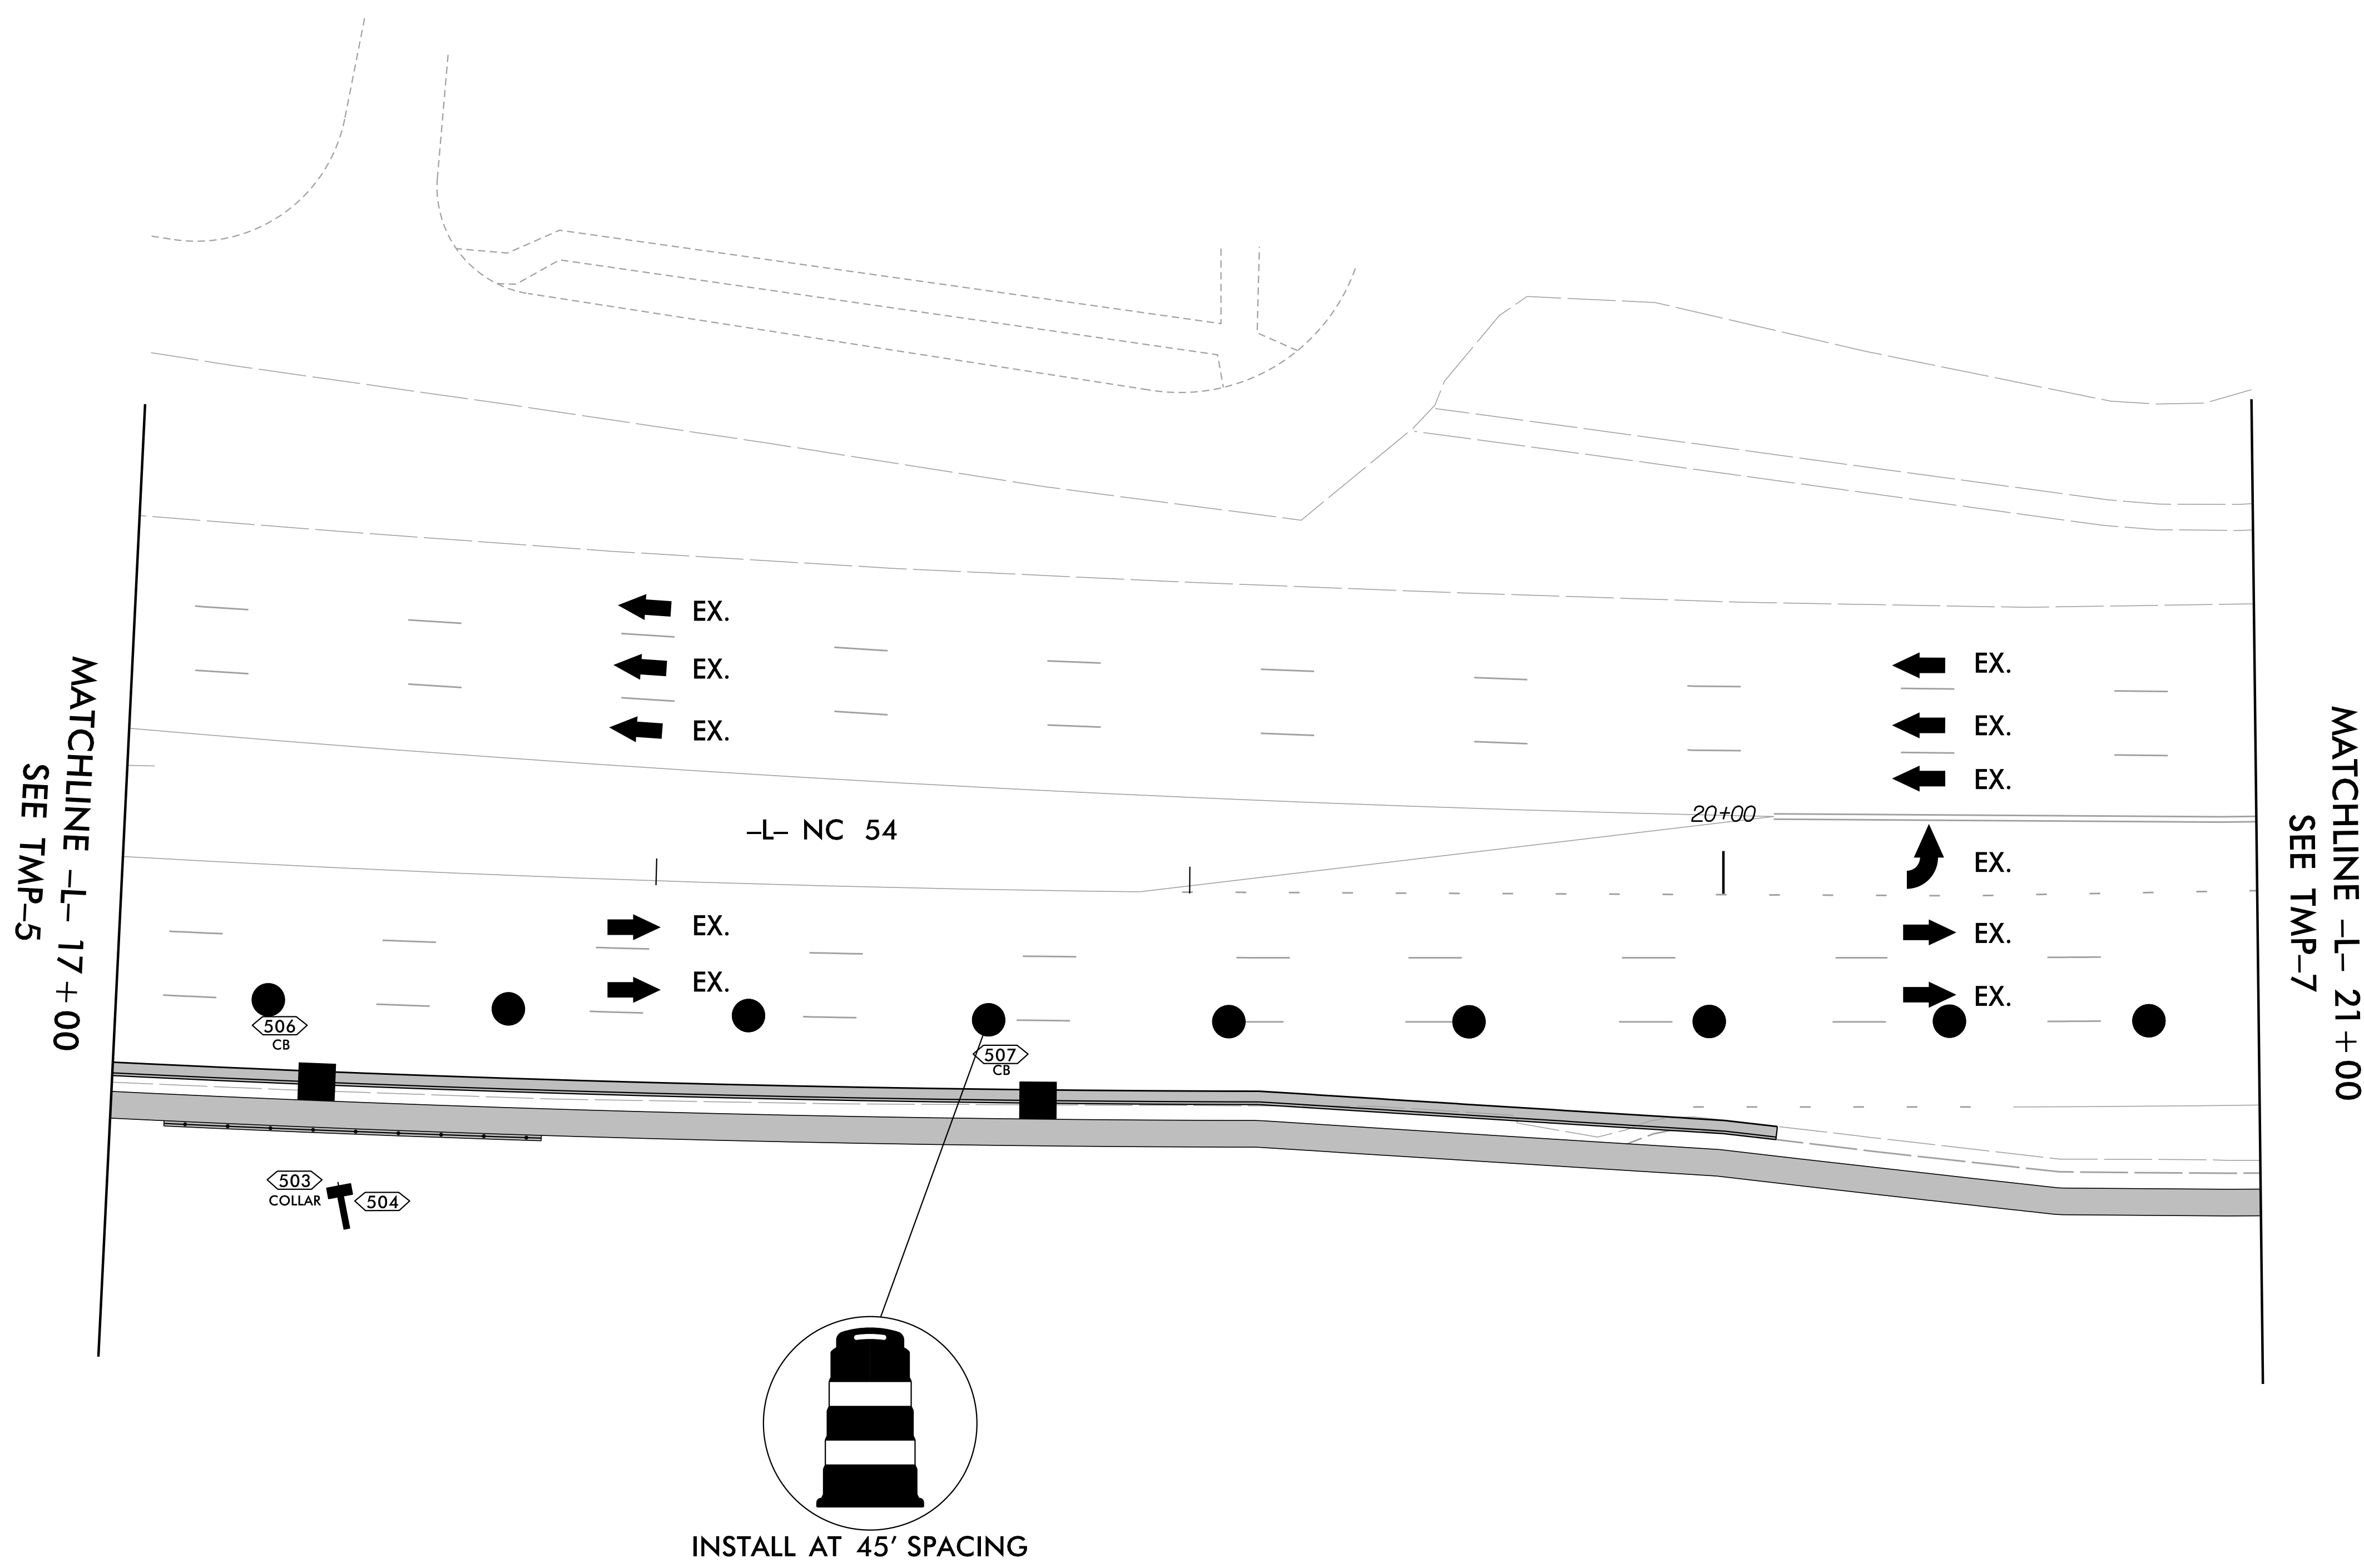 MATCHLINE –L– 17+00
SEE TMP–5
EX.
EX.
EX.
EX.
EX.
EX.
20+00
–L– NC 54
EX.
EX.
EX.
EX.
EX.
506
CB
507
CB
503
COLLAR
504
MATCHLINE –L– 21+00
SEE TMP–7
INSTALL AT 45' SPACING